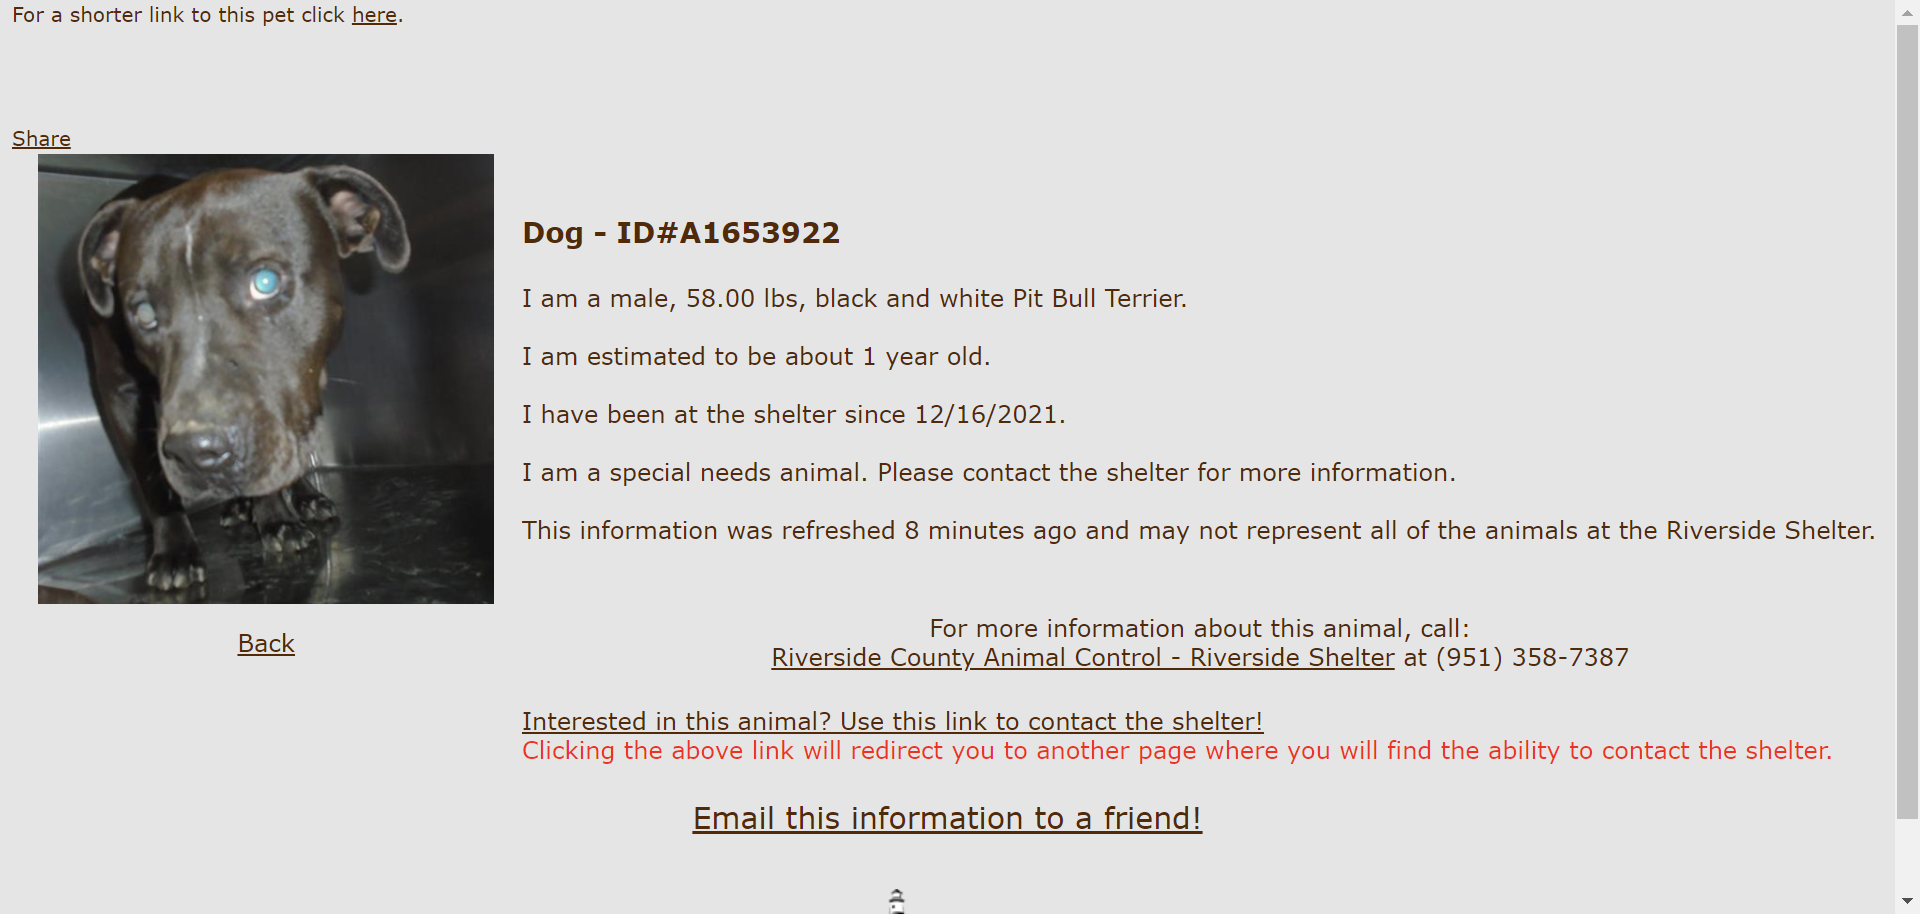 For a shorter link to this pet click here.
Share
Dog - ID#A1653922
I am a male, 58.00 lbs, black and white Pit Bull Terrier.
I am estimated to be about 1 year old.
I have been at the shelter since 12/16/2021.
I am a special needs animal. Please contact the shelter for more information.
This information was refreshed 8 minutes ago and may not represent all of the animals at the Riverside Shelter.
Back
For more information about this animal, call:
Riverside County Animal Control - Riverside Shelter at (951) 358-7387
Interested in this animal? Use this link to contact the shelter!
Clicking the above link will redirect you to another page where you will find the ability to contact the shelter.
Email this information to a friend!